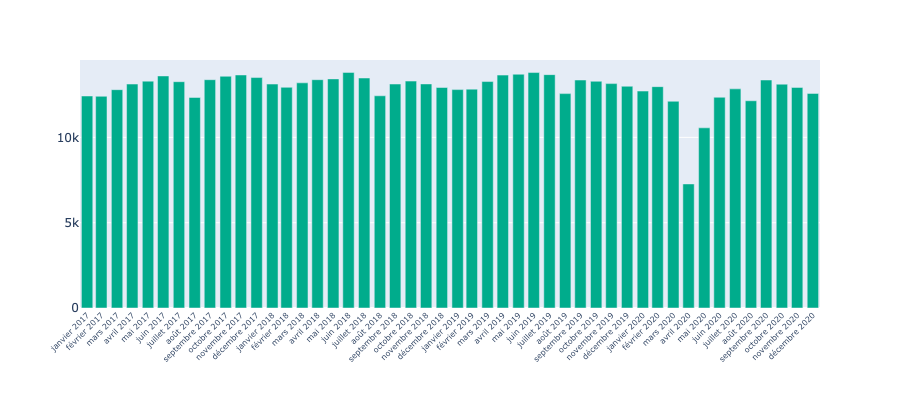 10k
5k
0
janvier 2017
février 2017
mars 2017
avril 2017
mai 2017
juin 2017
juillet 2017
août 2017
septembre 2017
octobre 2017
novembre 2017
décembre 2017
janvier 2018
février 2018
mars 2018
avril 2018
mai 2018
juin 2018
juillet 2018
août 2018
septembre 2018
octobre 2018
novembre 2018
décembre 2018
janvier 2019
février 2019
mars 2019
avril 2019
mai 2019
juin 2019
juillet 2019
août 2019
septembre 2019
octobre 2019
novembre 2019
décembre 2019
janvier 2020
février 2020
mars 2020
avril 2020
mai 2020
juin 2020
juillet 2020
août 2020
septembre 2020
octobre 2020
novembre 2020
décembre 2020